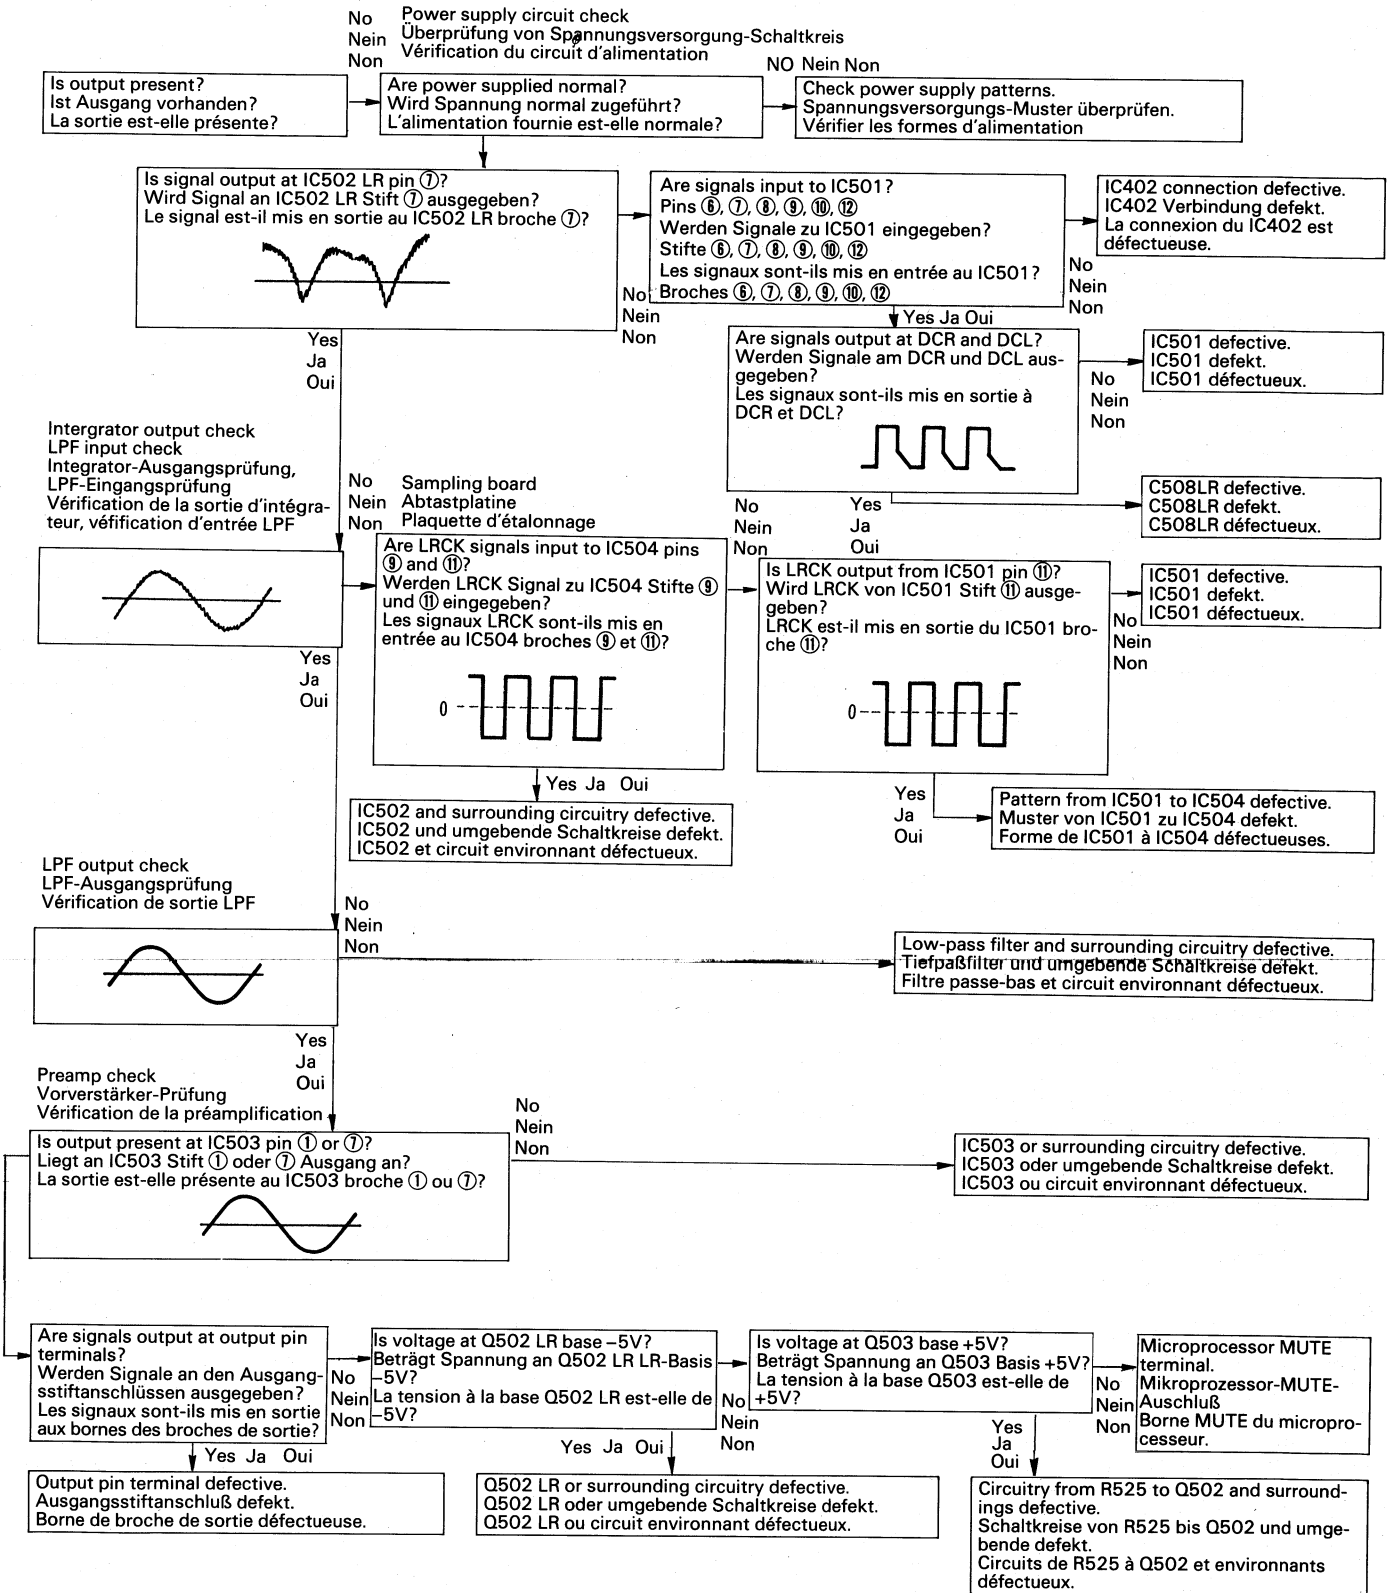 No
Nein
Non
Power supply circuit check
Überprüfung von Spannungsversorgung-Schaltkreis
Vérification du circuit d'alimentation
Is output present?
Ist Ausgang vorhanden?
La sortie est-elle présente?
Are power supplied normal?
Wird Spannung normal zugeführt?
L'alimentation fournie est-elle normale?
NO Nein Non
Check power supply patterns.
Spannungsversorgungs-Muster überprüfen.
Vérifier les formes d'alimentation
Is signal output at IC502 LR pin ⑦?
Wird Signal an IC502 LR Stift ⑦ ausgegeben?
Le signal est-il mis en sortie au IC502 LR broche ⑦?
No
Nein
Non
Are signals input to IC501?
Pins ⑥, ⑦, ⑧, ⑨, ⑩, ⑫
Werden Signale zu IC501 eingegeben?
Stifte ⑥, ⑦, ⑧, ⑨, ⑩, ⑫
Les signaux sont-ils mis en entrée au IC501?
Broches ⑥, ⑦, ⑧, ⑨, ⑩, ⑫
No
Nein
Non
IC402 connection defective.
IC402 Verbindung defekt.
La connexion du IC402 est
défectueuse.
Yes Ja Oui
Are signals output at DCR and DCL?
Werden Signale am DCR und DCL aus-
gegeben?
Les signaux sont-ils mis en sortie à
DCR et DCL?
No
Nein
Non
IC501 defective.
IC501 defekt.
IC501 défectueux.
Yes
Ja
Oui
C508LR defective.
C508LR defekt.
C508LR défectueux.
Yes
Ja
Oui
Intergrator output check
LPF input check
Integrator-Ausgangsprüfung,
LPF-Eingangsprüfung
Vérification de la sortie d'intégra-
teur, véfification d'entrée LPF
No
Nein
Non
Sampling board
Abtastplatine
Plaquette d'étalonnage
Are LRCK signals input to IC504 pins
⑨ and ⑪?
Werden LRCK Signal zu IC504 Stifte ⑨
und ⑪ eingegeben?
Les signaux LRCK sont-ils mis en
entrée au IC504 broches ⑨ et ⑪?
0
No
Nein
Non
Is LRCK output from IC501 pin ⑪?
Wird LRCK von IC501 Stift ⑪ ausge-
geben?
LRCK est-il mis en sortie du IC501 bro-
che ⑪?
0
No
Nein
Non
IC501 defective.
IC501 defekt.
IC501 défectueux.
Yes
Ja
Oui
Pattern from IC501 to IC504 defective.
Muster von IC501 zu IC504 defekt.
Forme de IC501 à IC504 défectueuses.
Yes Ja Oui
IC502 and surrounding circuitry defective.
IC502 und umgebende Schaltkreise defekt.
IC502 et circuit environnant défectueux.
Yes
Ja
Oui
LPF output check
LPF-Ausgangsprüfung
Vérification de sortie LPF
No
Nein
Non
Low-pass filter and surrounding circuitry defective.
Tiefpaßfilter und umgebende Schaltkreise defekt.
Filtre passe-bas et circuit environnant défectueux.
Yes
Ja
Oui
Preamp check
Vorverstärker-Prüfung
Vérification de la préamplification
Is output present at IC503 pin ① or ⑦?
Liegt an IC503 Stift ① oder ⑦ Ausgang an?
La sortie est-elle présente au IC503 broche ① ou ⑦?
No
Nein
Non
IC503 or surrounding circuitry defective.
IC503 oder umgebende Schaltkreise defekt.
IC503 ou circuit environnant défectueux.
Are signals output at output pin
terminals?
Werden Signale an den Ausgang-
sstiftanschlüssen ausgegeben?
Les signaux sont-ils mis en sortie
aux bornes des broches de sortie?
No
Nein
Non
Is voltage at Q502 LR base –5V?
Beträgt Spannung an Q502 LR LR-Basis
–5V?
La tension à la base Q502 LR est-elle de
–5V?
No
Nein
Non
Is voltage at Q503 base +5V?
Beträgt Spannung an Q503 Basis +5V?
La tension à la base Q503 est-elle de
+5V?
No
Nein
Non
Microprocessor MUTE
terminal.
Mikroprozessor-MUTE-
Auschluß
Borne MUTE du micropro-
cesseur.
Yes Ja Oui
Output pin terminal defective.
Ausgangsstiftanschluß defekt.
Borne de broche de sortie défectueuse.
Yes Ja Oui
Q502 LR or surrounding circuitry defective.
Q502 LR oder umgebende Schaltkreise defekt.
Q502 LR ou circuit environnant défectueux.
Yes
Ja
Oui
Circuitry from R525 to Q502 and surround-
ings defective.
Schaltkreise von R525 bis Q502 und umge-
bende defekt.
Circuits de R525 à Q502 et environnants
défectueux.